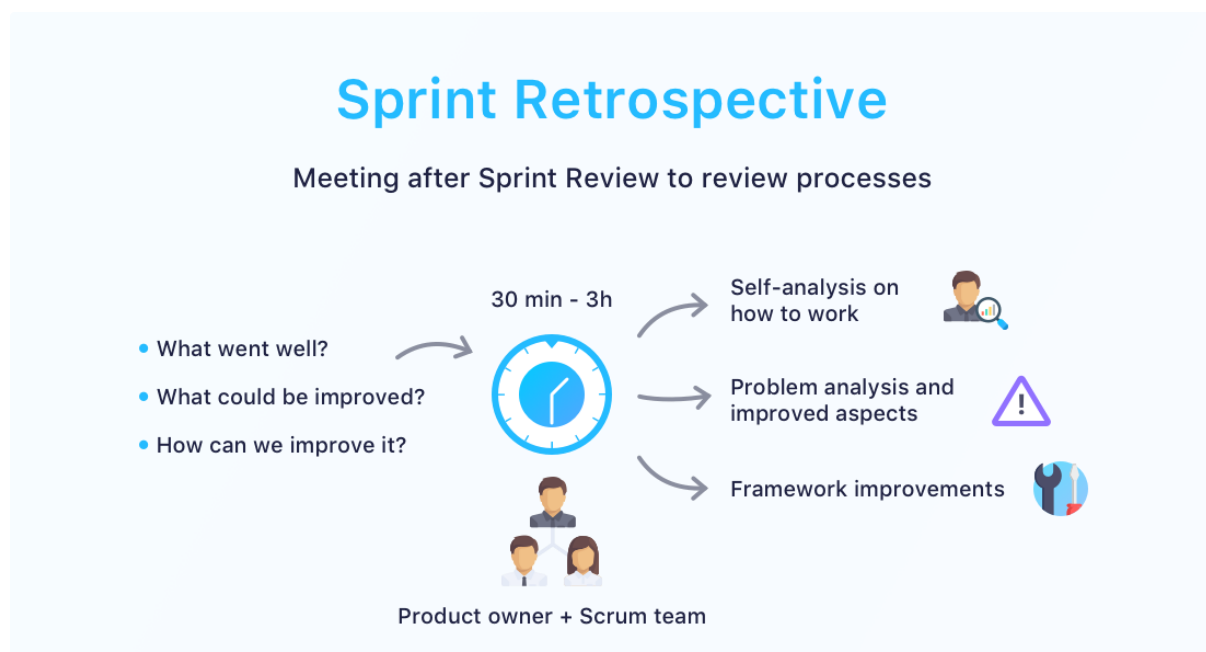 Sprint Retrospective
Meeting after Sprint Review to review processes
What went well?
What could be improved?
How can we improve it?
30 min - 3h
Product owner + Scrum team
Self-analysis on
how to work
Problem analysis and
improved aspects
!
Framework improvements